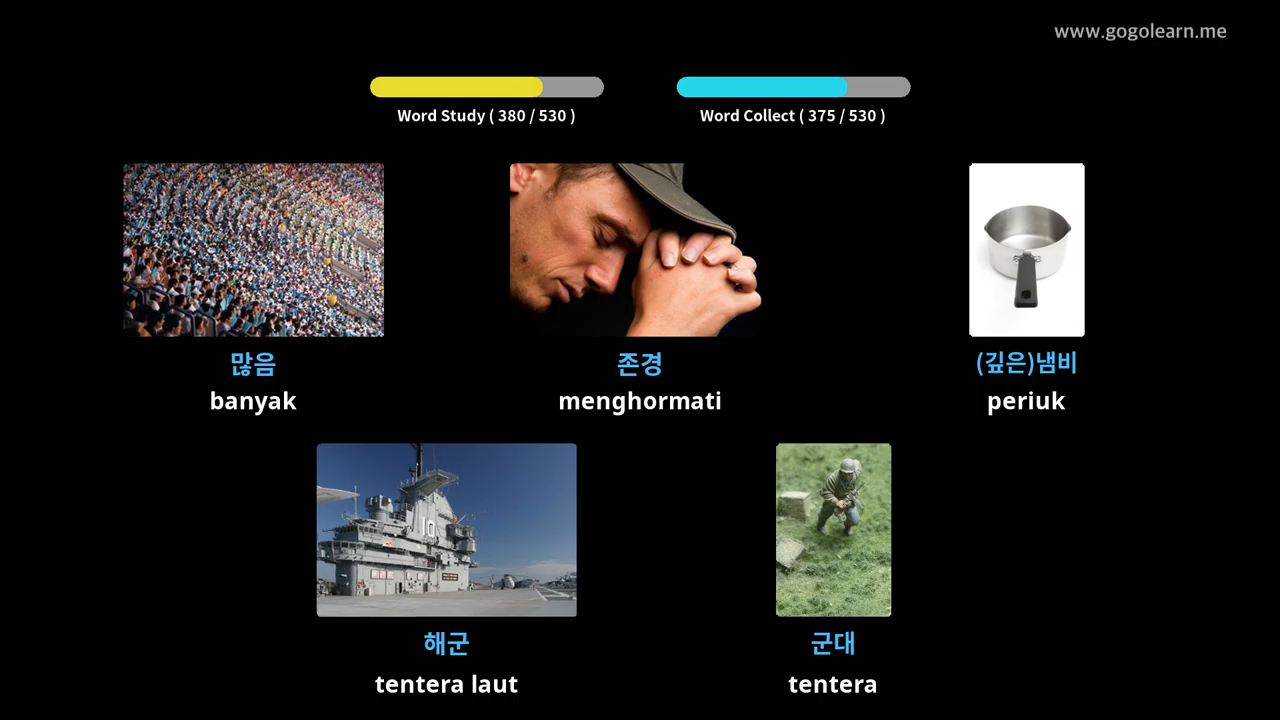 www.gogolearn.me
Word Study ( 380 / 530 )
Word Collect ( 375 / 530 )
많음
banyak
존경
menghormati
(깊은)냄비
periuk
10
해군
tentera laut
군대
tentera